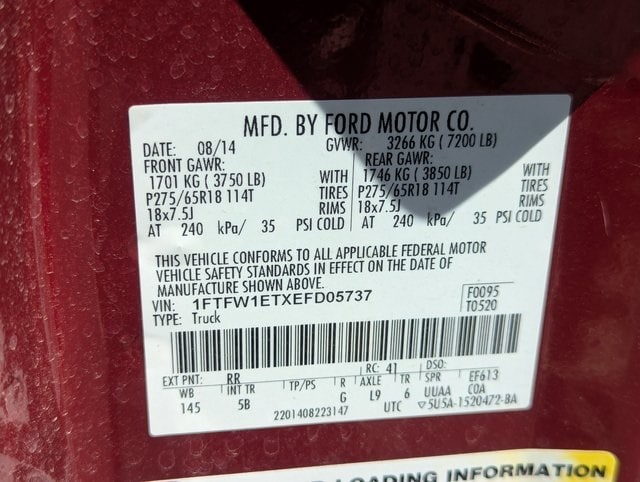 MFD. BY FORD MOTOR CO.
DATE: 08/14 GVWR: 3266 KG ( 7200 LB)
FRONT GAWR: REAR GAWR:
1701 KG ( 3750 LB) WITH 1746 KG ( 3850 LB) WITH
P275/65R18 114T TIRES P275/65R18 114T TIRES
18x7.5J RIMS 18x7.5J RIMS
AT 240 kPa/ 35 PSI COLD AT 240 kPa/ 35 PSI COLD
THIS VEHICLE CONFORMS TO ALL APPLICABLE FEDERAL MOTOR
VEHICLE SAFETY STANDARDS IN EFFECT ON THE DATE OF
MANUFACTURE SHOWN ABOVE.
VIN: 1FTFW1ETXEFD05737 F0095
TYPE: Truck T0520
EXT PNT: RR RC: 41 DSO:
WB INT TR TP/PS R AXLE TR SPR EF613
145 5B G L9 6 UUAA COA
2201408223147 UTC ▽5U5A-1520472-BA
LOADING INFORMATION